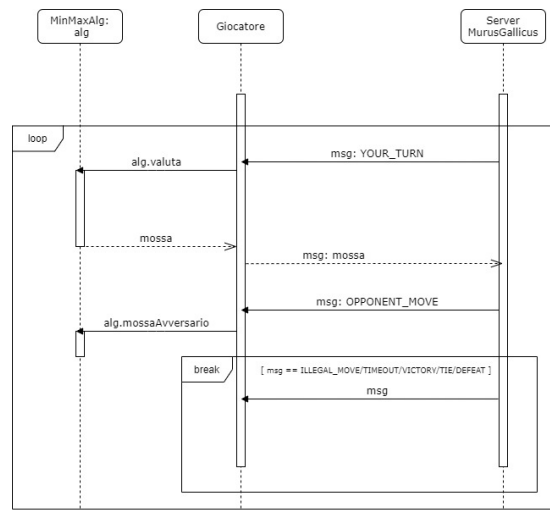 MinMaxAlg:
alg
Giocatore
Server
MurusGallicus
loop
msg: YOUR_TURN
alg.valuta
mossa
msg: mossa
msg: OPPONENT_MOVE
alg.mossaAvversario
break
[ msg == ILLEGAL_MOVE/TIMEOUT/VICTORY/TIE/DEFEAT ]
msg